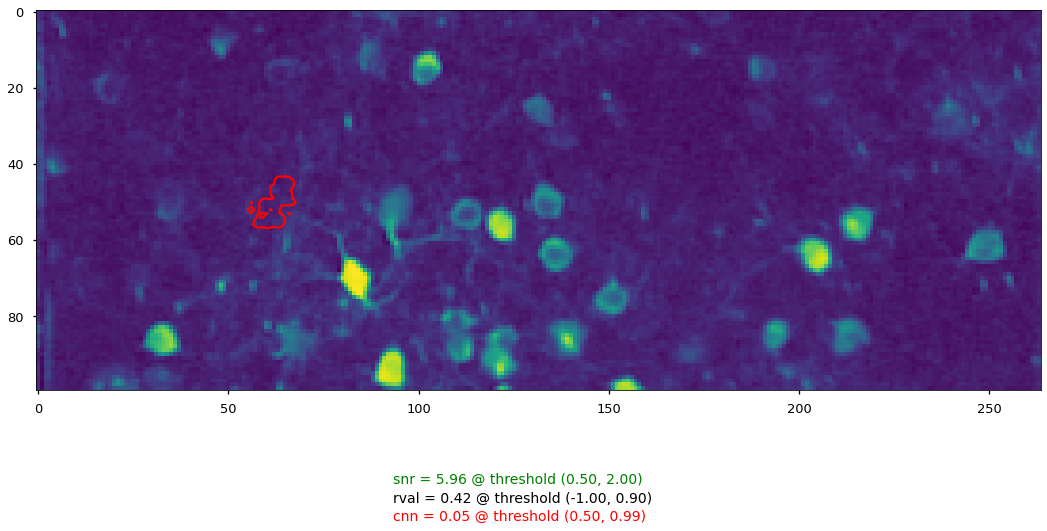 0
20
40
60
80
0 50 100 150 200 250
snr = 5.96 @ threshold (0.50, 2.00)
rval = 0.42 @ threshold (-1.00, 0.90)
cnn = 0.05 @ threshold (0.50, 0.99)